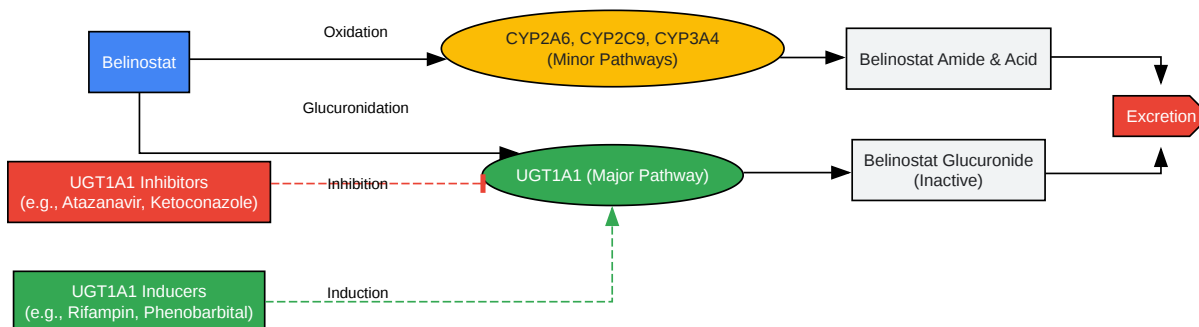 Oxidation
CYP2A6, CYP2C9, CYP3A4
(Minor Pathways)
Belinostat
Belinostat Amide & Acid
Glucuronidation
Excretion
UGT1A1 Inhibitors
(e.g., Atazanavir, Ketoconazole)
Inhibition
UGT1A1 (Major Pathway)
Belinostat Glucuronide
(Inactive)
UGT1A1 Inducers
(e.g., Rifampin, Phenobarbital)
Induction